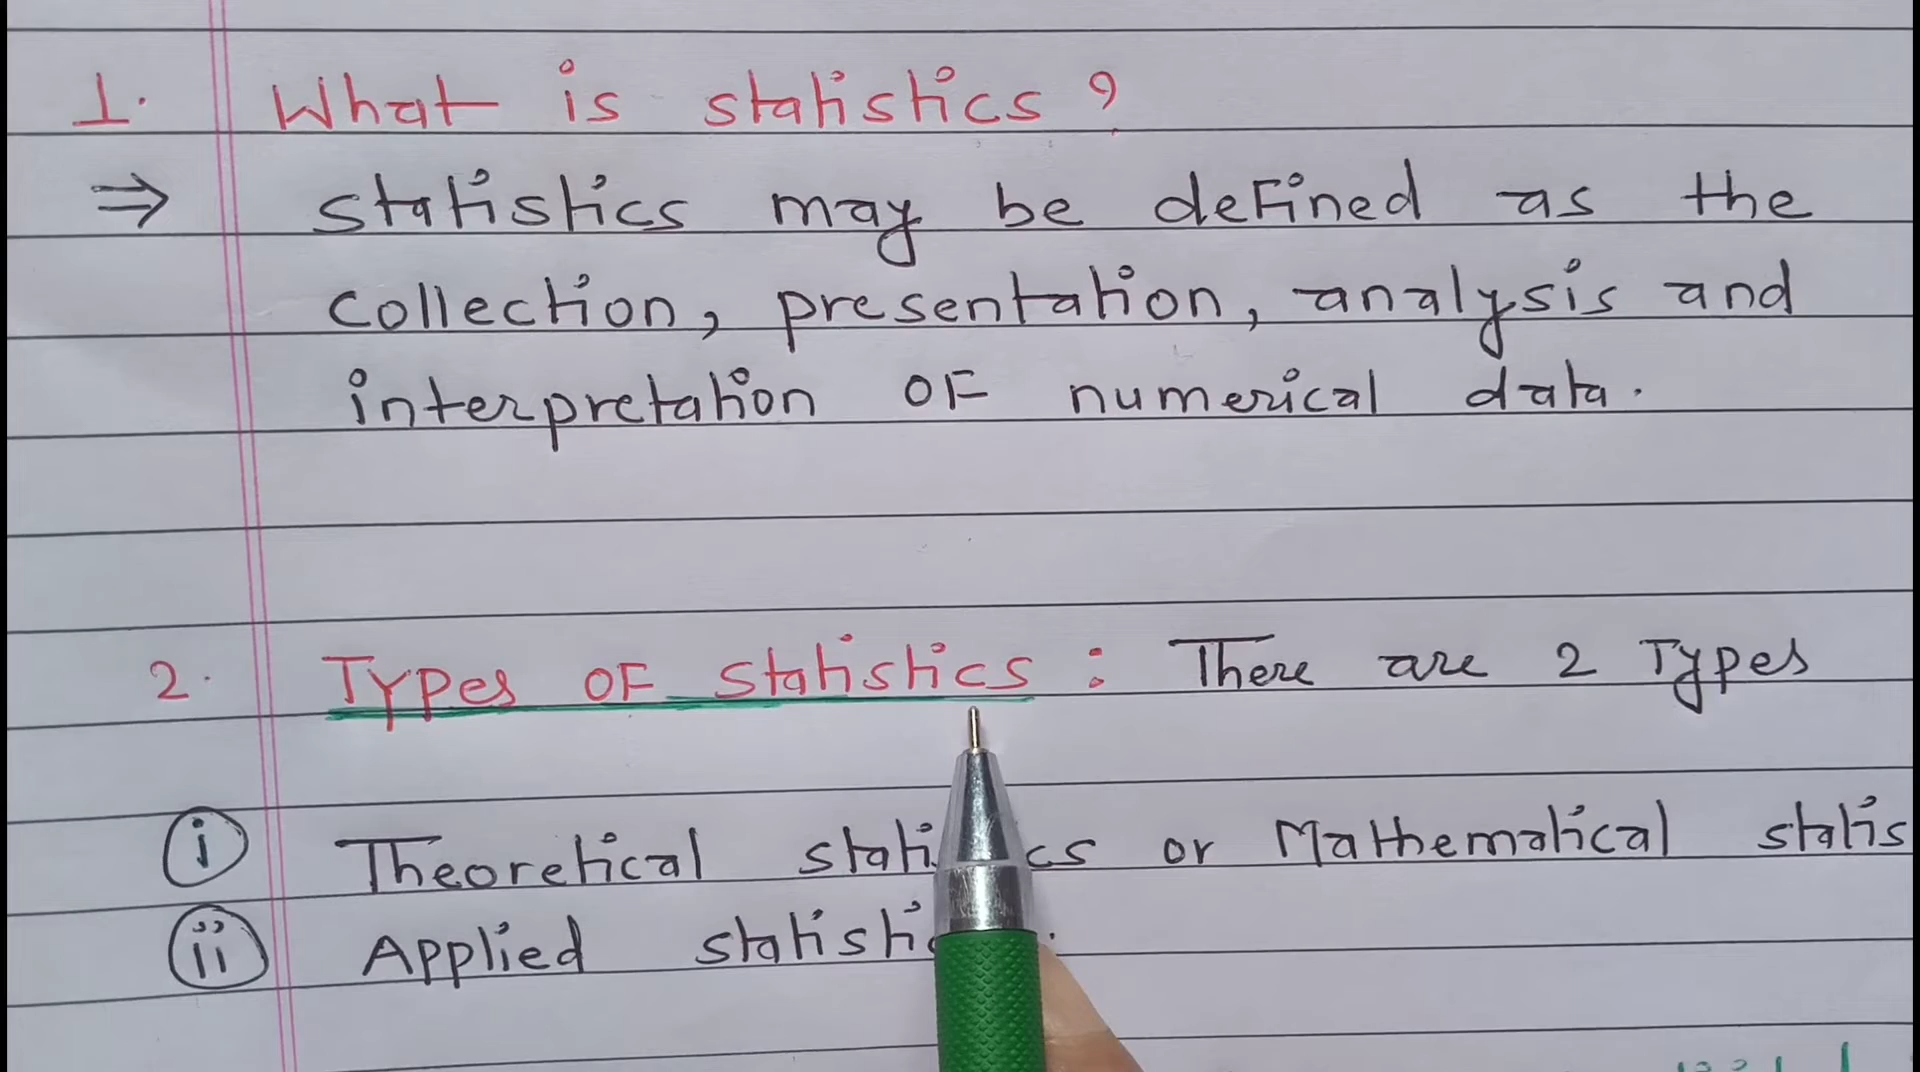 1. What is statistics ?
⇒ statistics may be defined as the
collection, presentation, analysis and
interpretation of numerical data.
2. Types of statistics : There are 2 Types
i Theoretical statistics or Mathematical statis
ii Applied